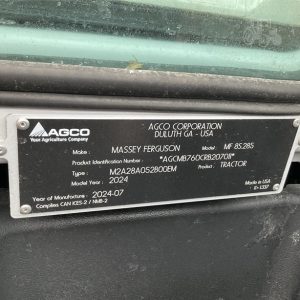 AGCO
Your Agriculture Company
AGCO CORPORATION
DULUTH GA - USA
Make : MASSEY FERGUSON Model : MF 8S.285
Product Identification Number : *AGCM8760CRB207011*
Type : M2A28A052800EM Product : TRACTOR
Model Year : 2024
Year of Manufacture : 2024-07
Complies CAN ICES-2 / NMB-2
Made in USA